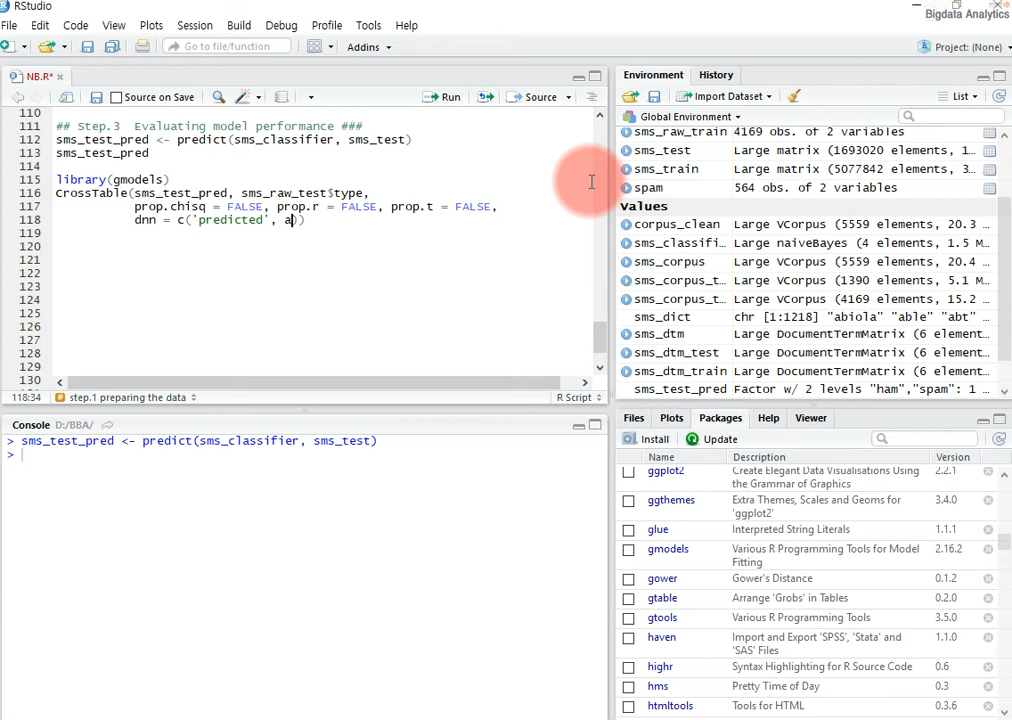 RStudio
Bigdata Analytics
File Edit Code View Plots Session Build Debug Profile Tools Help
Go to file/function Addins Project: (None)
NB.R*
Source on Save Run Source
110
111 ## Step.3 Evaluating model performance ###
112 sms_test_pred <- predict(sms_classifier, sms_test)
113 sms_test_pred
114
115 library(gmodels)
116 CrossTable(sms_test_pred, sms_raw_test$type,
117 prop.chisq = FALSE, prop.r = FALSE, prop.t = FALSE,
118 dnn = c('predicted', a))
119
120
121
122
123
124
125
126
127
128
129
130
118:34 step.1 preparing the data R Script
Console D:/BBA/
> sms_test_pred <- predict(sms_classifier, sms_test)
>
Environment History
Import Dataset List
Global Environment
sms_raw_train 4169 obs. of 2 variables
sms_test Large matrix (1693020 elements, 1…
sms_train Large matrix (5077842 elements, 3…
spam 564 obs. of 2 variables
Values
corpus_clean Large VCorpus (5559 elements, 20.3 …
sms_classifi… Large naiveBayes (4 elements, 1.5 M…
sms_corpus Large VCorpus (5559 elements, 20.4 …
sms_corpus_t… Large VCorpus (1390 elements, 5.1 M…
sms_corpus_t… Large VCorpus (4169 elements, 15.2 …
sms_dict chr [1:1218] "abiola" "able" "abt" …
sms_dtm Large DocumentTermMatrix (6 element…
sms_dtm_test Large DocumentTermMatrix (6 element…
sms_dtm_train Large DocumentTermMatrix (6 element…
sms_test_pred Factor w/ 2 levels "ham","spam": 1 …
Files Plots Packages Help Viewer
Install Update
Name Description Version
ggplot2 Create Elegant Data Visualisations Using 2.2.1
the Grammar of Graphics
ggthemes Extra Themes, Scales and Geoms for 3.4.0
'ggplot2'
glue Interpreted String Literals 1.1.1
gmodels Various R Programming Tools for Model 2.16.2
Fitting
gower Gower's Distance 0.1.2
gtable Arrange 'Grobs' in Tables 0.2.0
gtools Various R Programming Tools 3.5.0
haven Import and Export 'SPSS', 'Stata' and 1.1.0
'SAS' Files
highr Syntax Highlighting for R Source Code 0.6
hms Pretty Time of Day 0.3
htmltools Tools for HTML 0.3.6